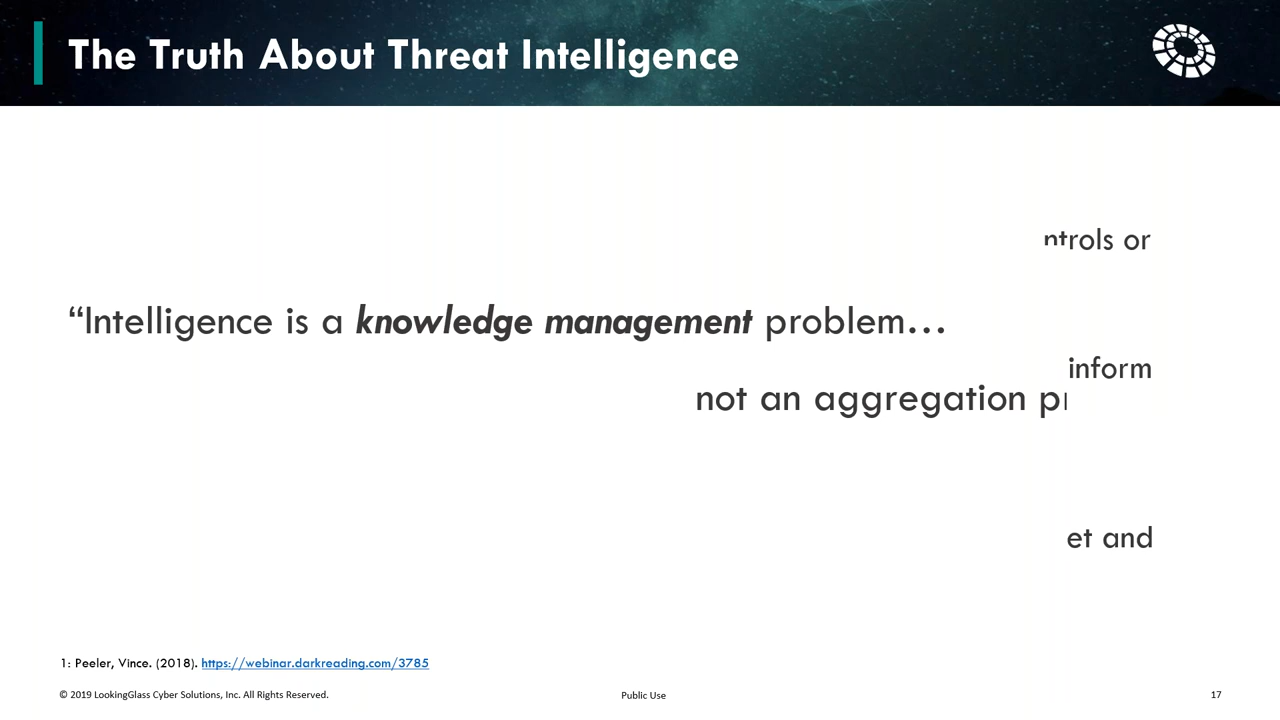 The Truth About Threat Intelligence
ntrols or
“Intelligence is a knowledge management problem…
inform
not an aggregation
et and
1: Peeler, Vince. (2018). https://webinar.darkreading.com/3785
© 2019 LookingGlass Cyber Solutions, Inc. All Rights Reserved.
Public Use
17